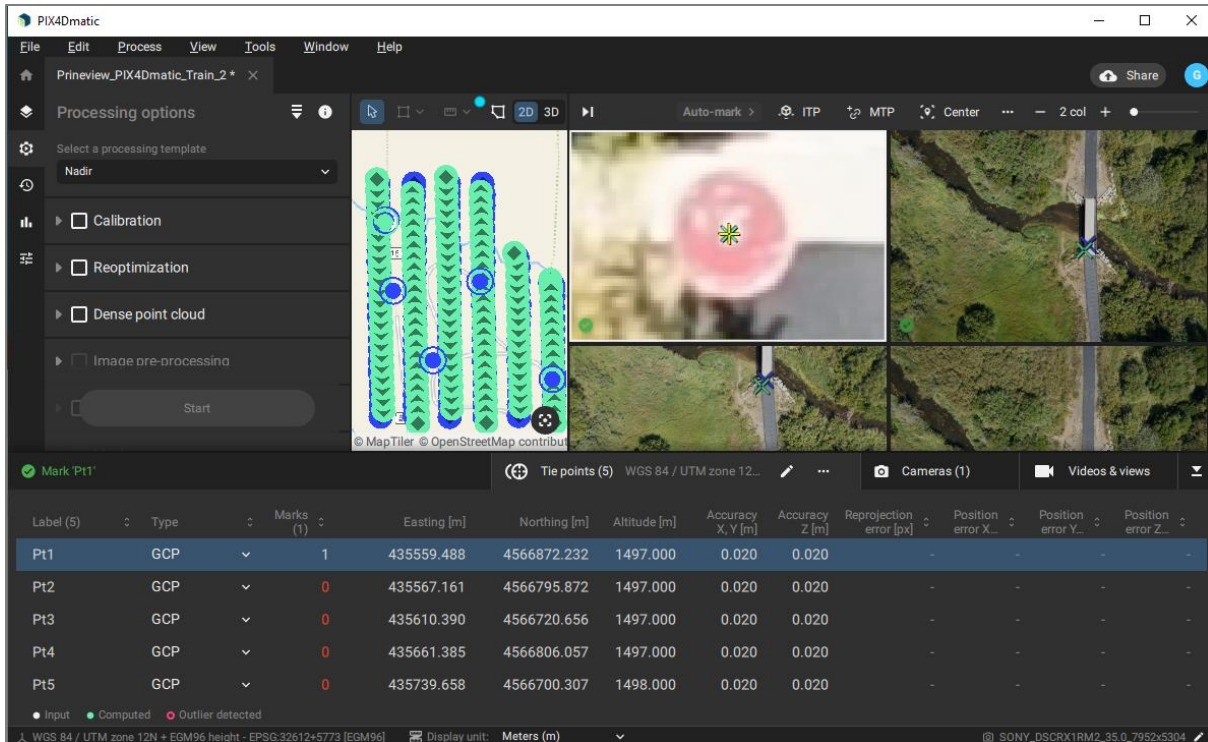 PIX4Dmatic
File Edit Process View Tools Window Help
Prineview_PIX4Dmatic_Train_2 * Share G
Processing options 2D 3D Auto-mark > ITP MTP Center ··· − 2 col +
Select a processing template
Nadir
Calibration
Reoptimization
Dense point cloud
Image pre-processing
Start
© MapTiler © OpenStreetMap contribut
Mark 'Pt1' Tie points (5) WGS 84 / UTM zone 12... ··· Cameras (1) Videos & views
Label (5) Type Marks (1) Easting [m] Northing [m] Altitude [m] Accuracy X, Y [m] Accuracy Z [m] Reprojection error [px] Position error X... Position error Y... Position error Z...
Pt1 GCP 1 435559.488 4566872.232 1497.000 0.020 0.020 - - - -
Pt2 GCP 0 435567.161 4566795.872 1497.000 0.020 0.020 - - - -
Pt3 GCP 0 435610.390 4566720.656 1497.000 0.020 0.020 - - - -
Pt4 GCP 0 435661.385 4566806.057 1497.000 0.020 0.020 - - - -
Pt5 GCP 0 435739.658 4566700.307 1498.000 0.020 0.020 - - - -
Input Computed Outlier detected
WGS 84 / UTM zone 12N + EGM96 height - EPSG:32612+5773 [EGM96] Display unit: Meters (m) SONY_DSCRX1RM2_35.0_7952x5304